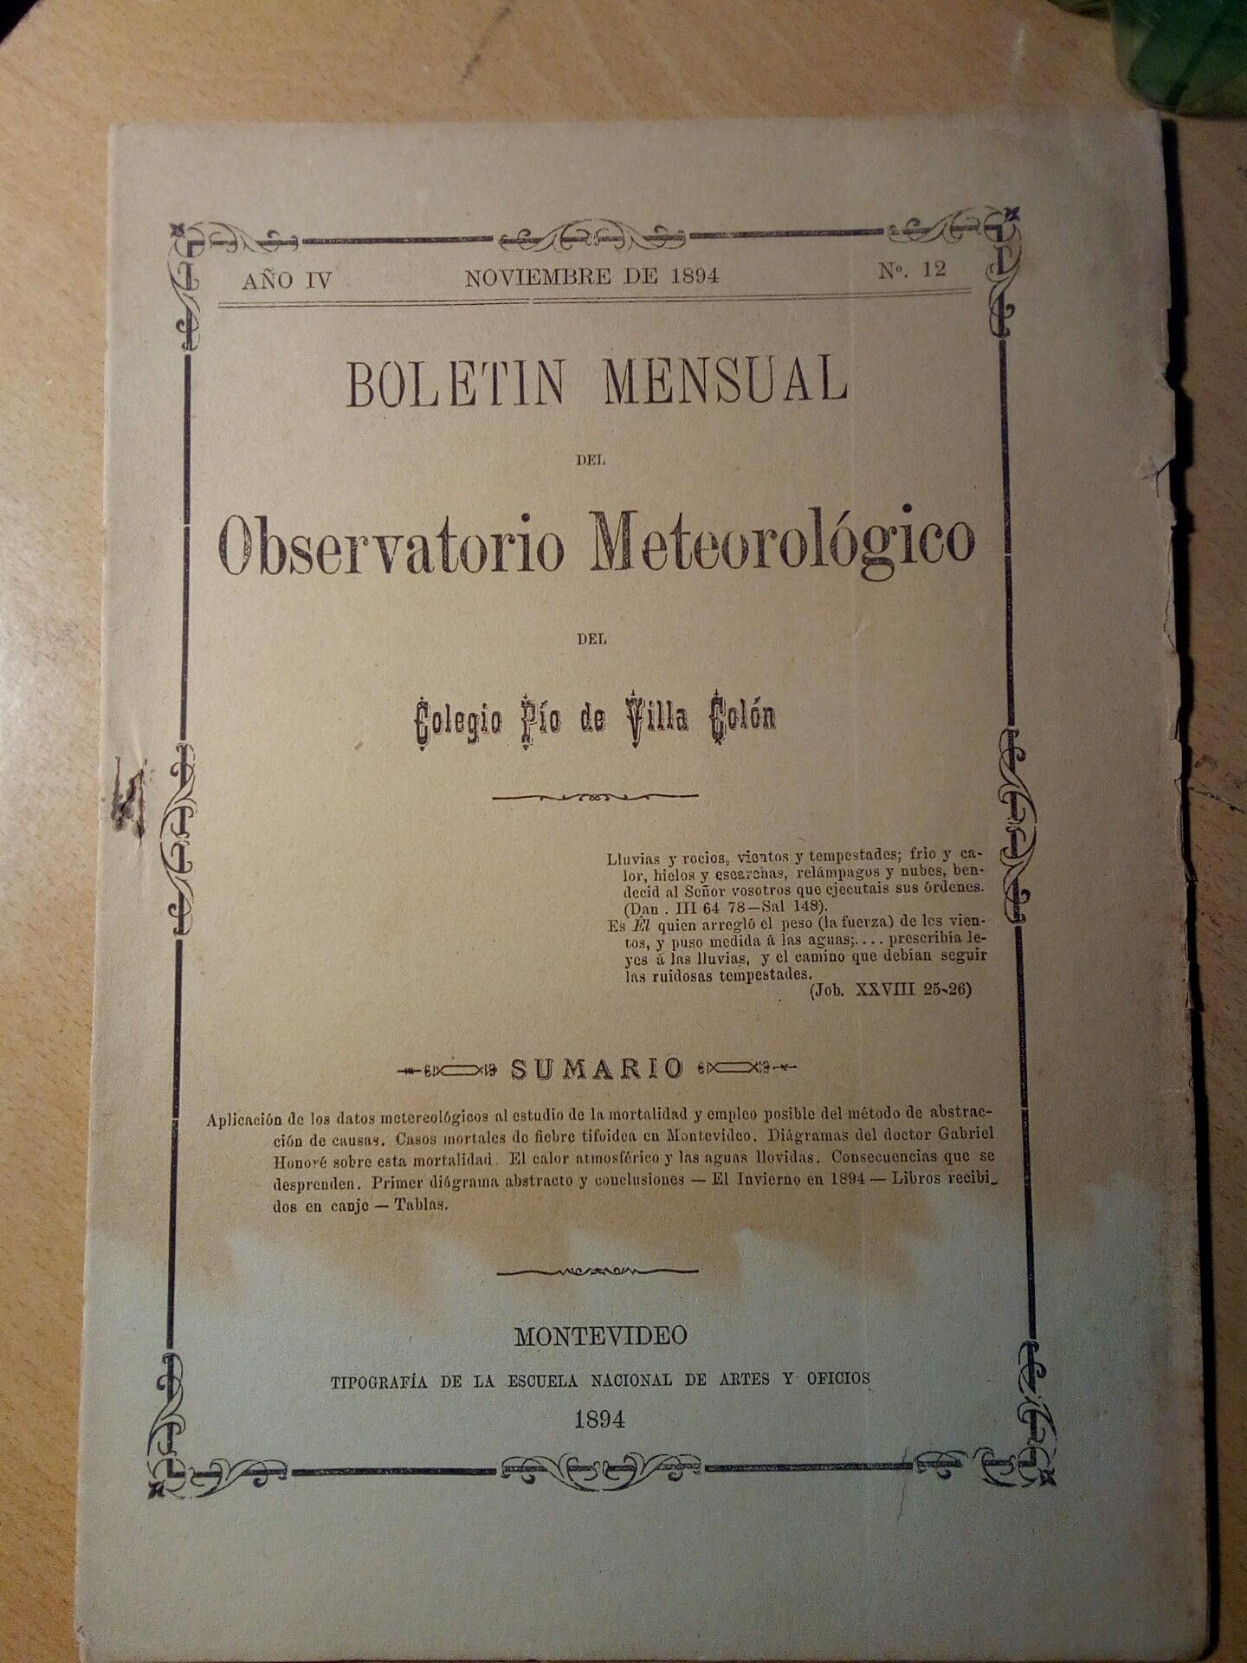 AÑO IV NOVIEMBRE DE 1894 Nº. 12
BOLETIN MENSUAL
DEL
Observatorio Meteorológico
DEL
Colegio Pío de Villa Colón
Lluvias y rocios, vientos y tempestades; frio y ca-
lor, hielos y escarchas, relámpagos y nubes, ben-
decid al Señor vosotros que ejecutais sus órdenes.
(Dan . III 64 78—Sal 148).
Es Él quien arregló el peso (la fuerza) de los vien-
tos, y puso medida á las aguas;.... prescribia le-
yes á las lluvias, y el camino que debian seguir
las ruidosas tempestades.
(Job. XXVIII 25-26)
SUMARIO
Aplicación de los datos metereológicos al estudio de la mortalidad y empleo posible del método de abstrac-
ción de causas. Casos mortales de fiebre tifoidea en Montevideo. Diágramas del doctor Gabriel
Honoré sobre esta mortalidad. El calor atmosférico y las aguas llovidas. Consecuencias que se
desprenden. Primer diágrama abstracto y conclusiones — El Invierno en 1894 — Libros recibi-
dos en canje — Tablas.
MONTEVIDEO
TIPOGRAFÍA DE LA ESCUELA NACIONAL DE ARTES Y OFICIOS
1894